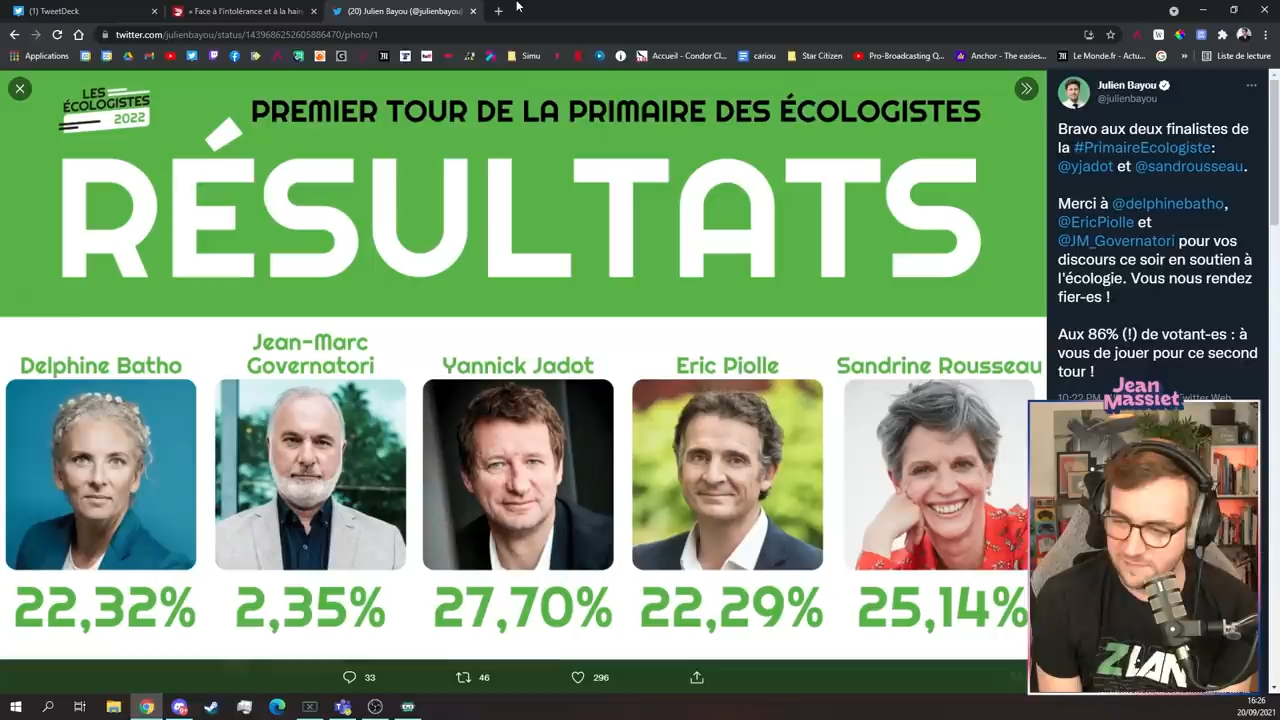 (1) TweetDeck
« Face à l'intolérance et à la hain
(20) Julien Bayou (@julienbayou)
twitter.com/julienbayou/status/1439686252605886470/photo/1
Applications
Simu
Accueil - Condor Cl...
cariou
Star Citizen
Pro-Broadcasting Q...
Anchor - The easies...
Le Monde.fr - Actu...
Liste de lecture
LES
ÉCOLOGISTES
2022
PREMIER TOUR DE LA PRIMAIRE DES ÉCOLOGISTES
RÉSULTATS
Delphine Batho
Jean-Marc
Governatori
Yannick Jadot
Eric Piolle
Sandrine Rousseau
22,32%
2,35%
27,70%
22,29%
25,14%
33
46
296
Julien Bayou
@julienbayou
Bravo aux deux finalistes de
la #PrimaireEcologiste:
@yjadot et @sandrousseau.
Merci à @delphinebatho,
@EricPiolle et
@JM_Governatori pour vos
discours ce soir en soutien à
l'écologie. Vous nous rendez
fier-es !
Aux 86% (!) de votant-es : à
vous de jouer pour ce second
tour !
Jean
Massiet
ZLAN
16:26
20/09/2021